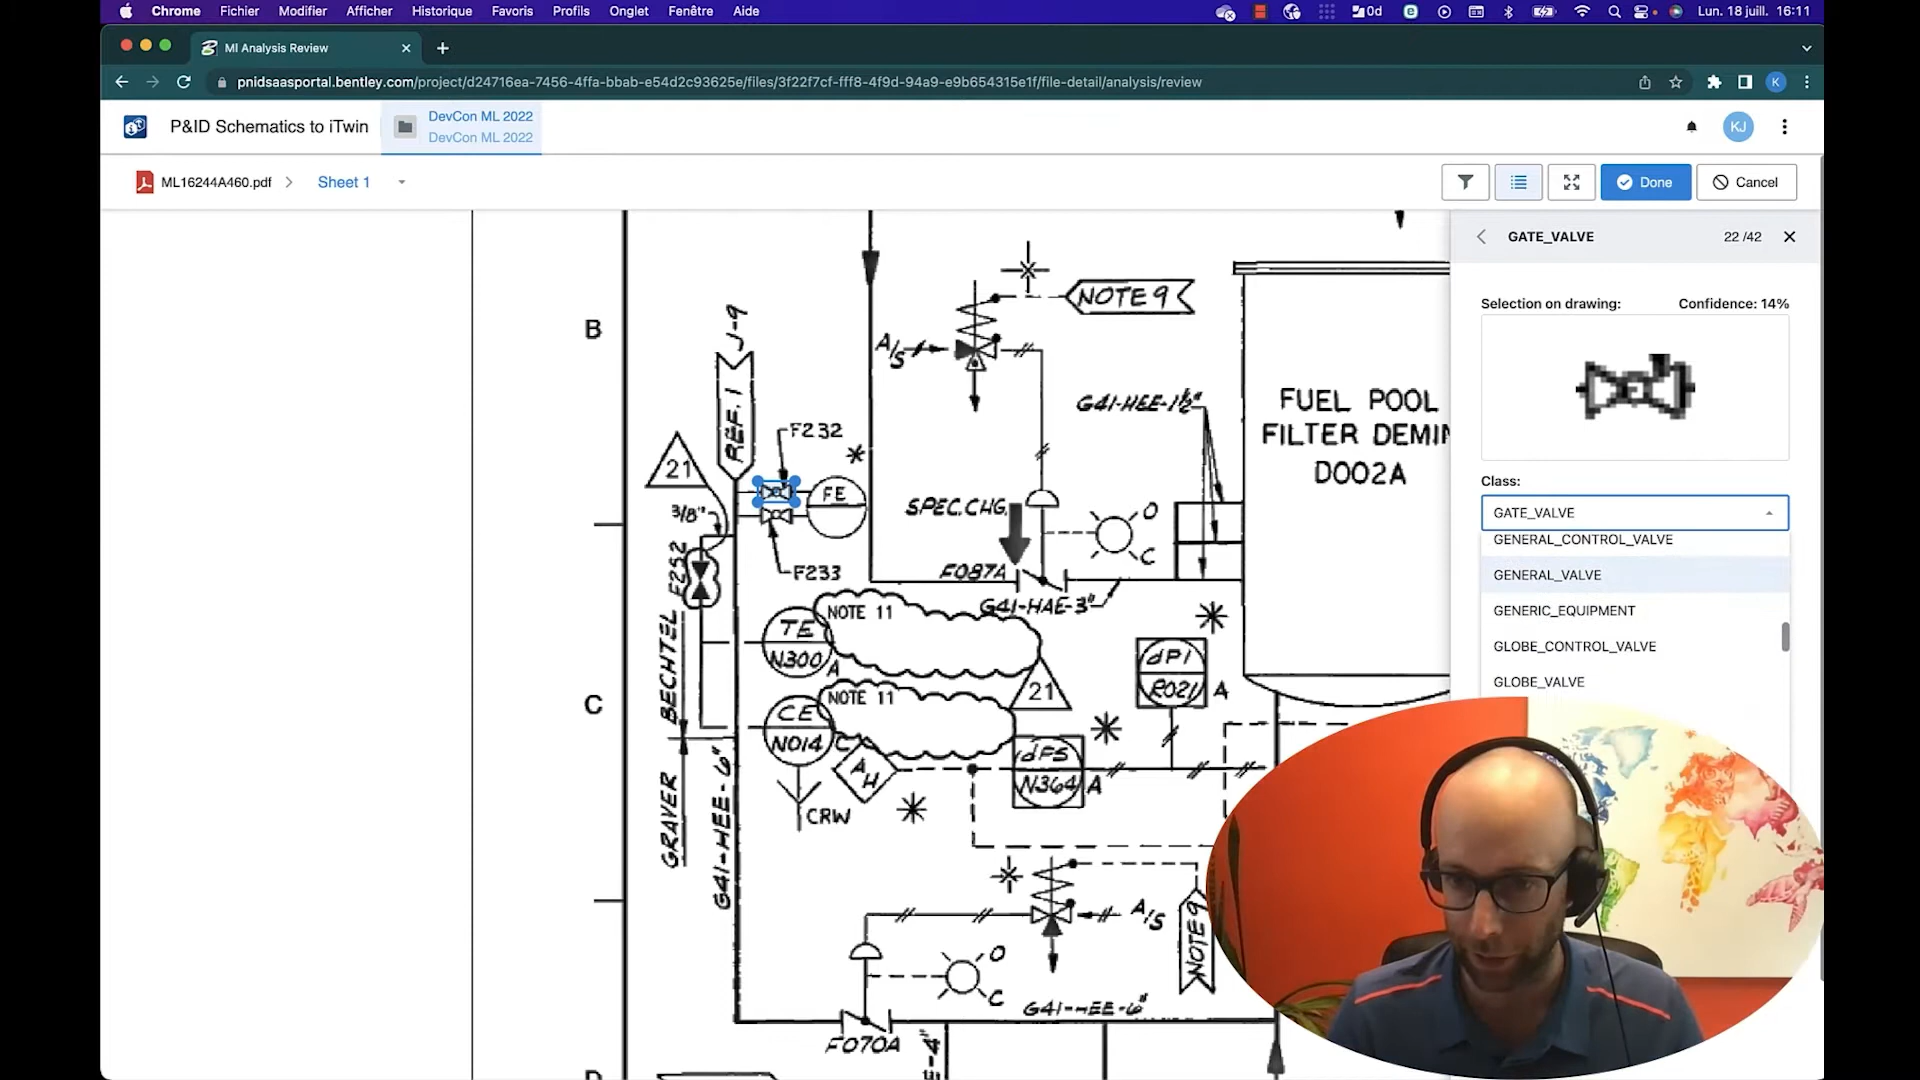 Chrome Fichier Modifier Afficher Historique Favoris Profils Onglet Fenêtre Aide
0d
Lun. 18 juill. 16:11
MI Analysis Review
pnidsaasportal.bentley.com/project/d24716ea-7456-4ffa-bbab-e54d2c93625e/files/3f22f7cf-fff8-4f9d-94a9-e9b654315e1f/file-detail/analysis/review
K
P&ID Schematics to iTwin
DevCon ML 2022
DevCon ML 2022
KJ
ML16244A460.pdf
Sheet 1
Done
Cancel
GATE_VALVE
22 /42
Selection on drawing:
Confidence: 14%
Class:
GATE_VALVE
GENERAL_CONTROL_VALVE
GENERAL_VALVE
GENERIC_EQUIPMENT
GLOBE_CONTROL_VALVE
GLOBE_VALVE
B
J-9
REF. 1
NOTE 9
A/S
G41-HEE-1½"
FUEL POOL
FILTER DEMIN
D002A
F232
21
FE
3/8"
F233
F252
SPEC.CHG.
O
C
F087A
G41-HAE-3"
NOTE 11
TE
N300
A
BECHTEL
NOTE 11
21
dPI
R021
A
C
CE
N014
C
A
H
dFS
N364
A
CRW
GRAVER
G41-HEE-6"
A/S
NOTE 9
O
C
G41-HEE-6"
F070A
E-4"
D